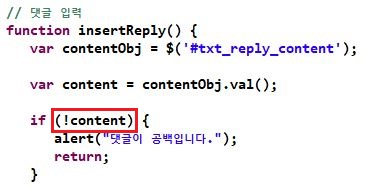 // 댓글 입력
function insertReply() {
var contentObj = $('#txt_reply_content');
var content = contentObj.val();
if (!content) {
alert("댓글이 공백입니다.");
return;
}